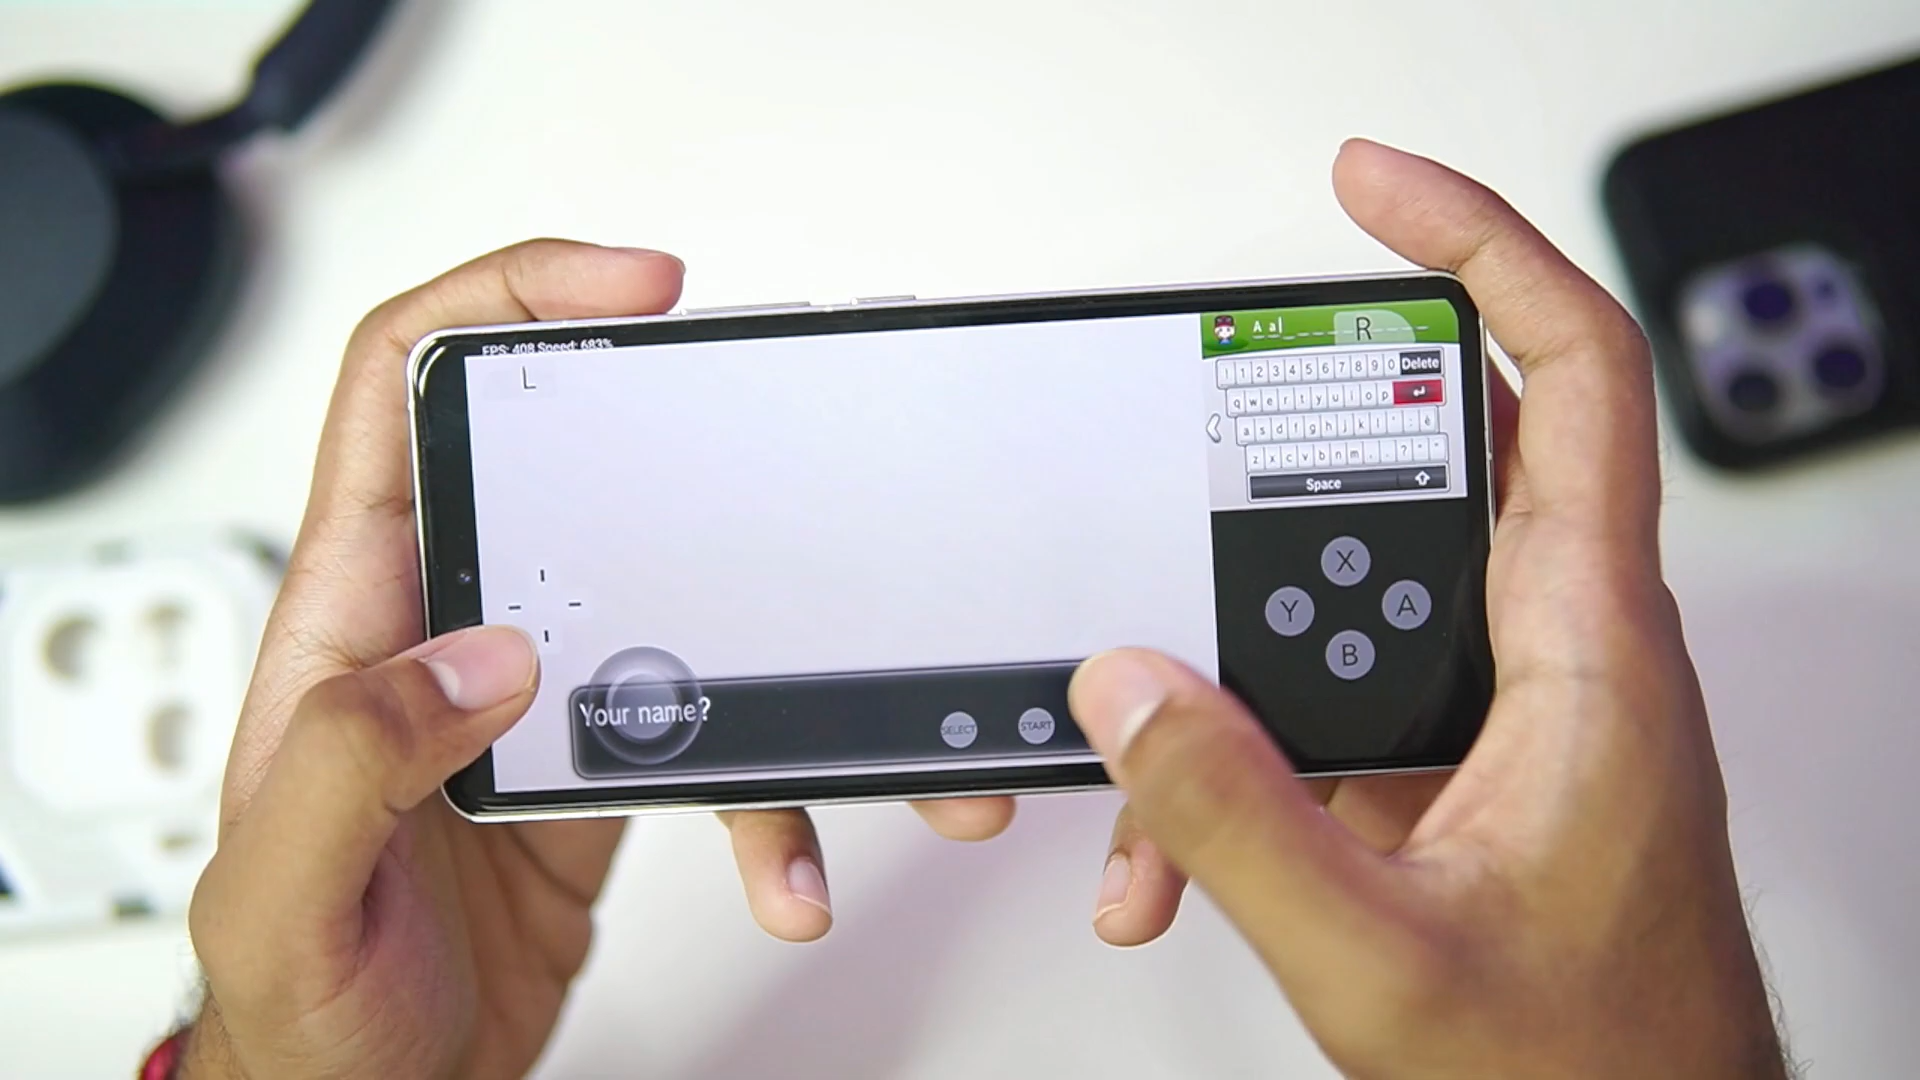 FPS: 408 Speed: 683%
L
A a
R
1 2 3 4 5 6 7 8 9 0 Delete
q w e r t y u i o p
a s d f g h j k l ' : è
z x c v b n m , . ? " "
Space
X
Y
A
B
Your name?
SELECT
START